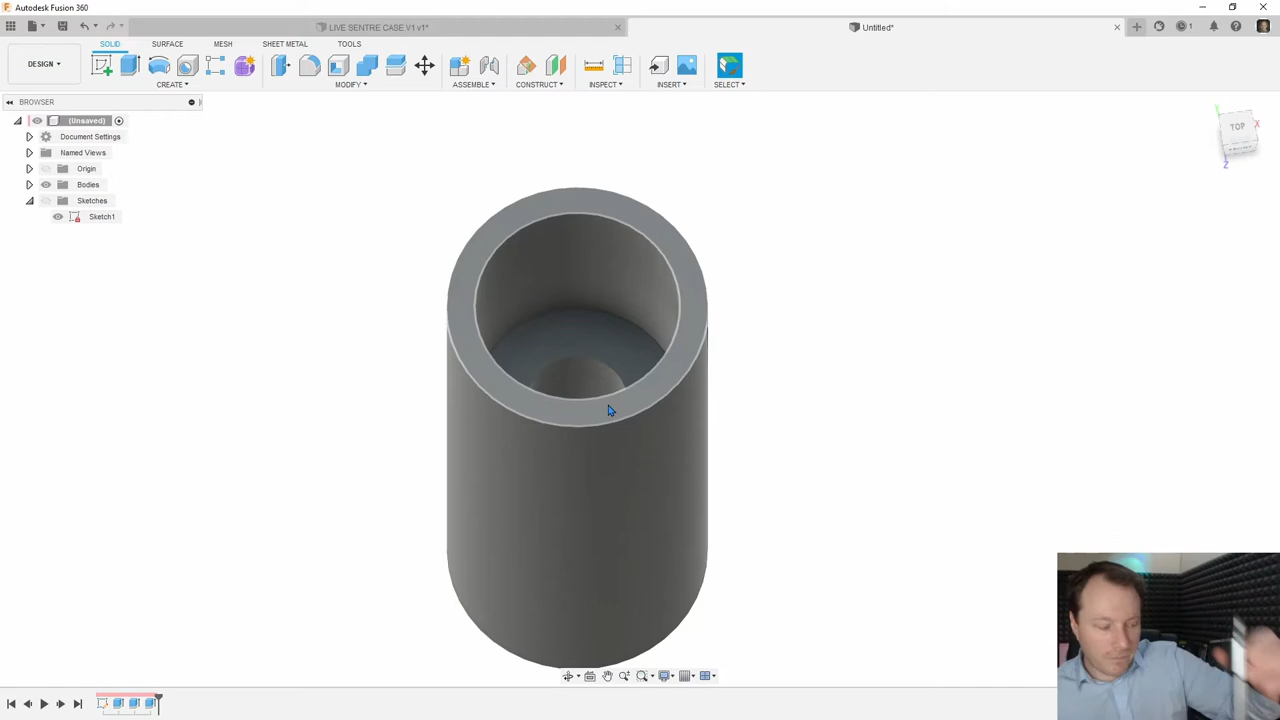 Autodesk Fusion 360
LIVE SENTRE CASE V1 v1*
Untitled*
1
DESIGN
SOLID
SURFACE
MESH
SHEET METAL
TOOLS
CREATE
MODIFY
ASSEMBLE
CONSTRUCT
INSPECT
INSERT
SELECT
BROWSER
(Unsaved)
Document Settings
Named Views
Origin
Bodies
Sketches
Sketch1
TOP
X
Y
Z